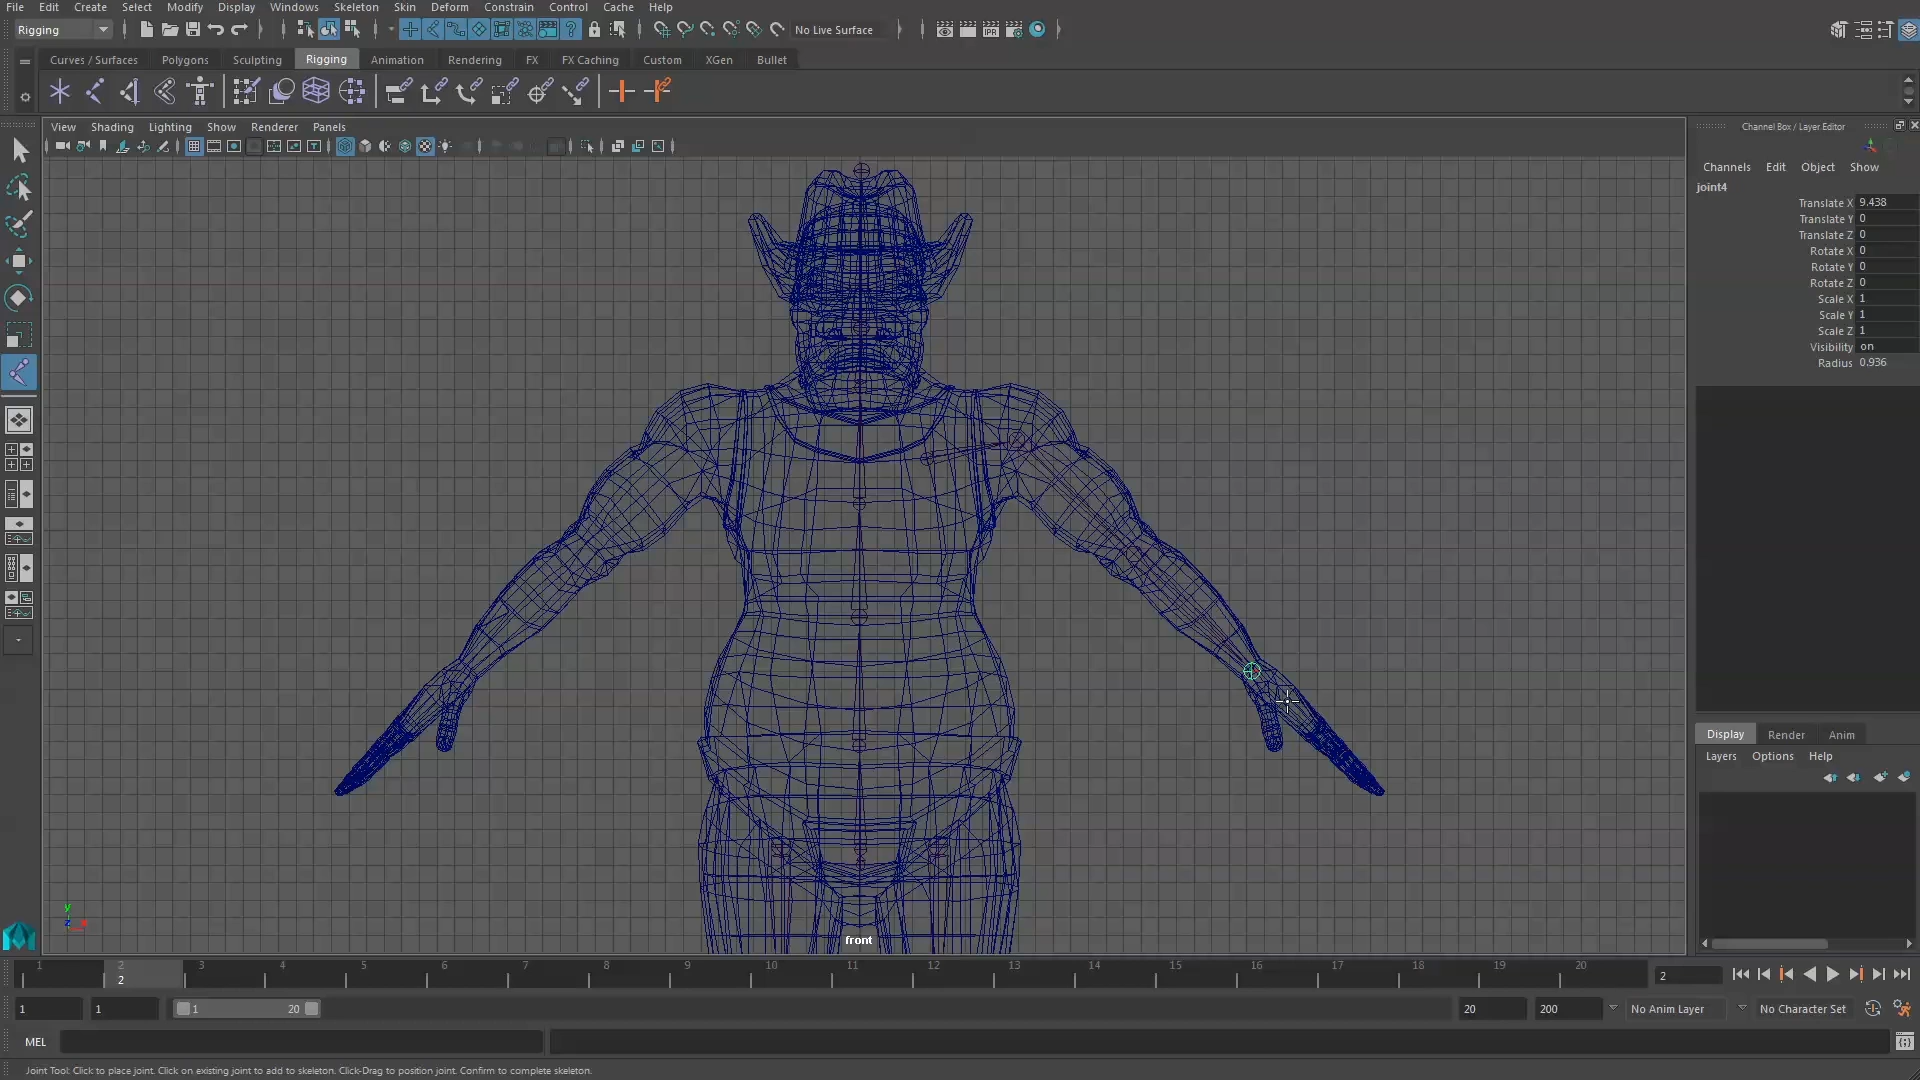 File Edit Create Select Modify Display Windows Skeleton Skin Deform Constrain Control Cache Help
Rigging No Live Surface
Curves / Surfaces Polygons Sculpting Rigging Animation Rendering FX FX Caching Custom XGen Bullet
View Shading Lighting Show Renderer Panels
Channel Box / Layer Editor
Channels Edit Object Show
joint4
Translate X 9.438
Translate Y 0
Translate Z 0
Rotate X 0
Rotate Y 0
Rotate Z 0
Scale X 1
Scale Y 1
Scale Z 1
Visibility on
Radius 0.936
Display Render Anim
Layers Options Help
y
z
front
1 2 3 4 5 6 7 8 9 10 11 12 13 14 15 16 17 18 19 20
2 2
1 1 1 20 20 200 No Anim Layer No Character Set
MEL
Joint Tool: Click to place joint. Click on existing joint to add to skeleton. Click-Drag to position joint. Confirm to complete skeleton.